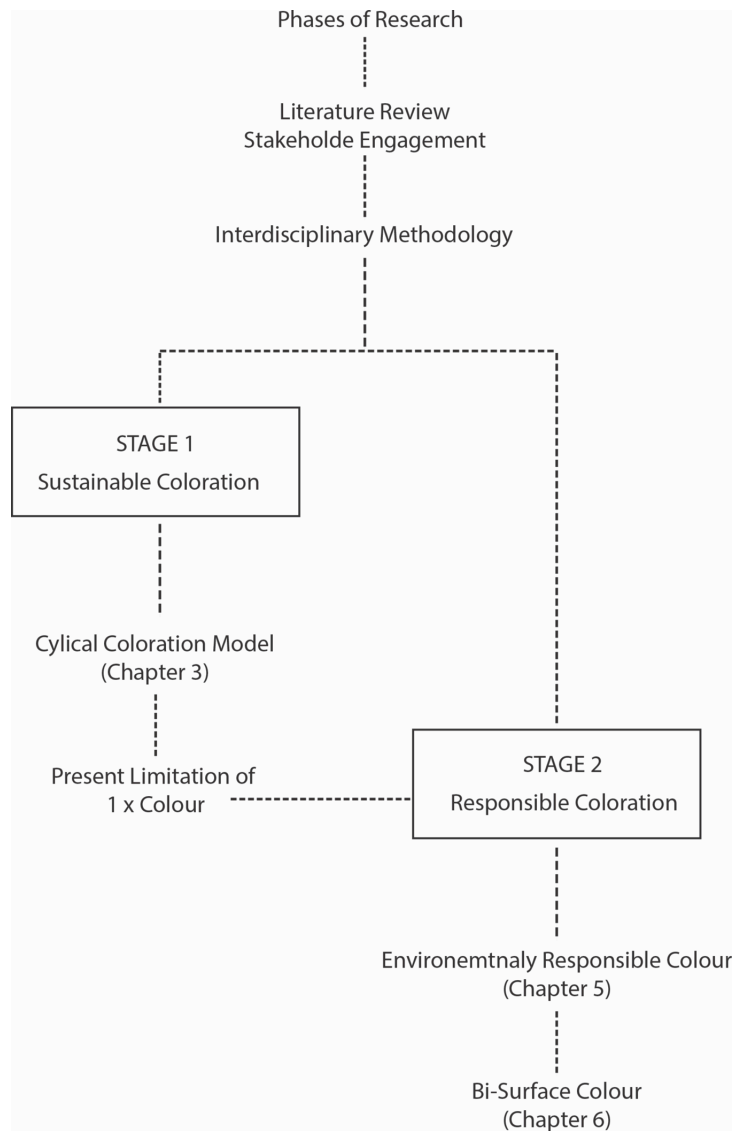 Phases of Research
Literature Review
Stakeholde Engagement
Interdisciplinary Methodology
STAGE 1
Sustainable Coloration
Cylical Coloration Model
(Chapter 3)
Present Limitation of
1 x Colour
STAGE 2
Responsible Coloration
Environemtnaly Responsible Colour
(Chapter 5)
Bi-Surface Colour
(Chapter 6)